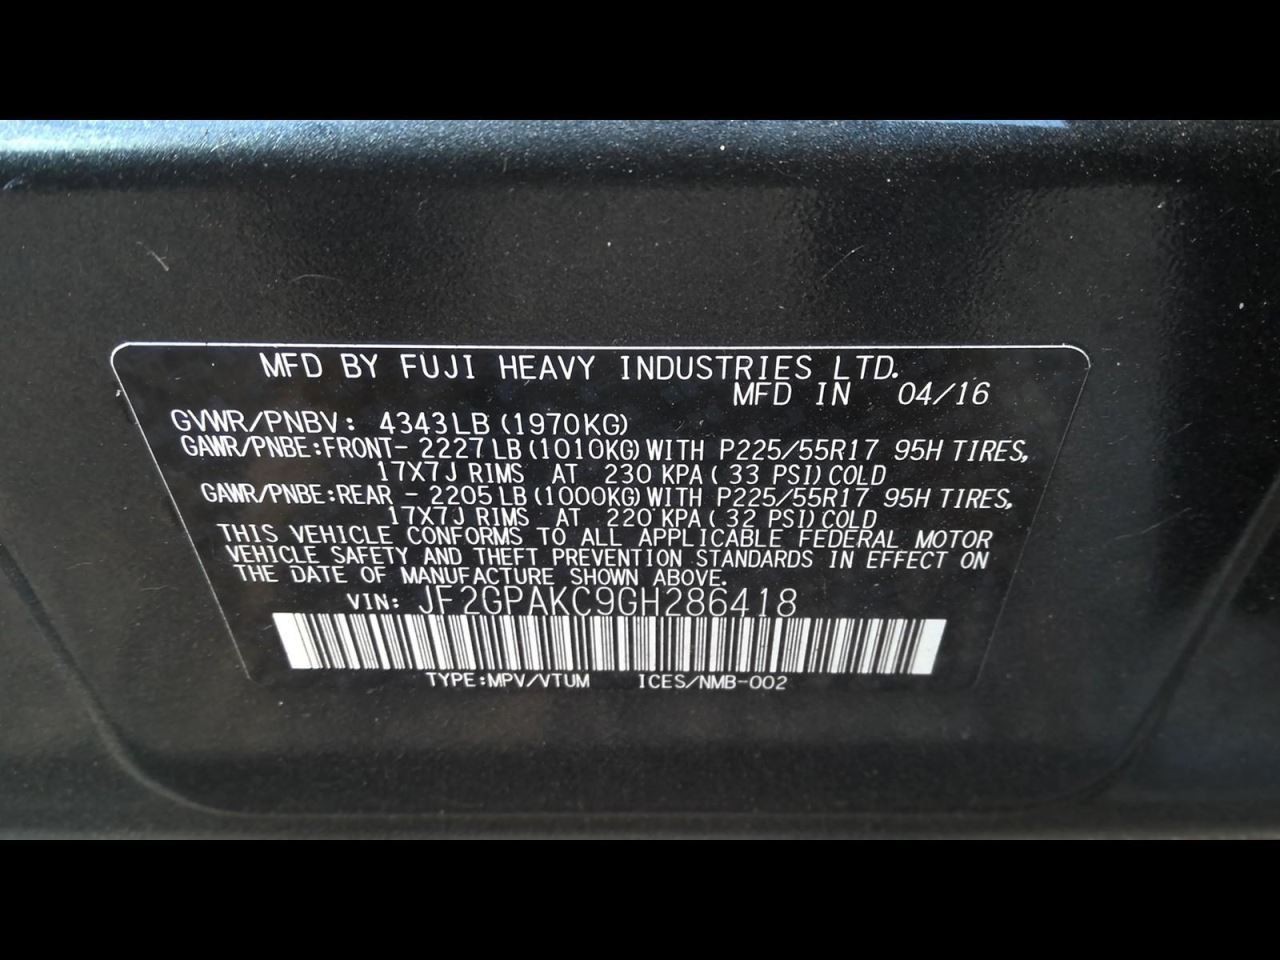 MFD BY FUJI HEAVY INDUSTRIES LTD.
MFD IN 04/16
GVWR/PNBV: 4343LB(1970KG)
GAWR/PNBE:FRONT- 2227LB(1010KG)WITH P225/55R17 95H TIRES,
17X7J RIMS AT 230 KPA(33 PSI)COLD
GAWR/PNBE:REAR - 2205LB(1000KG)WITH P225/55R17 95H TIRES,
17X7J RIMS AT 220 KPA(32 PSI)COLD
THIS VEHICLE CONFORMS TO ALL APPLICABLE FEDERAL MOTOR
VEHICLE SAFETY AND THEFT PREVENTION STANDARDS IN EFFECT ON
THE DATE OF MANUFACTURE SHOWN ABOVE.
VIN: JF2GPAKC9GH286418
TYPE:MPV/VTUM ICES/NMB-002